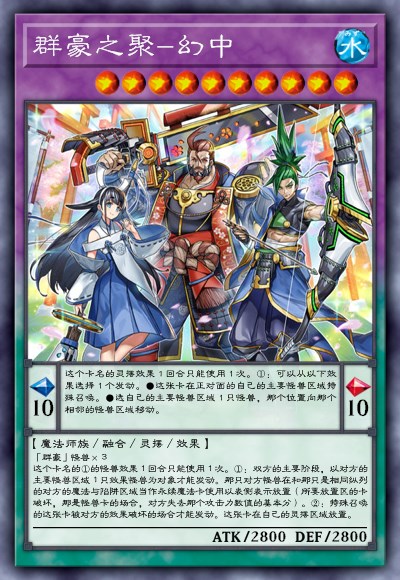 群豪之聚-幻中
みず
水
这个卡名的灵摆效果1回合只能使用1次。①：可以从以下效
果选择1个发动。●这张卡在正对面的自己的主要怪兽区域特
殊召唤。●选自己的主要怪兽区域1只怪兽，那个位置向那个
相邻的怪兽区域移动。
10
10
【魔法师族/融合/灵摆/效果】
「群豪」怪兽×3
这个卡名的①的怪兽效果1回合只能使用1次。①：双方的主要阶段，以对方的
主要怪兽区域1只效果怪兽为对象才能发动。那只对方怪兽在和那只是相同纵列
的对方的魔法与陷阱区域当作永续魔法卡使用以表侧表示放置（所要放置区的卡
破坏，那是怪兽卡的场合，对方失去那个攻击力数值的基本分）。②：特殊召唤
的这张卡被对方的效果破坏的场合才能发动。这张卡在自己的灵摆区域放置。
ATK/2800 DEF/2800